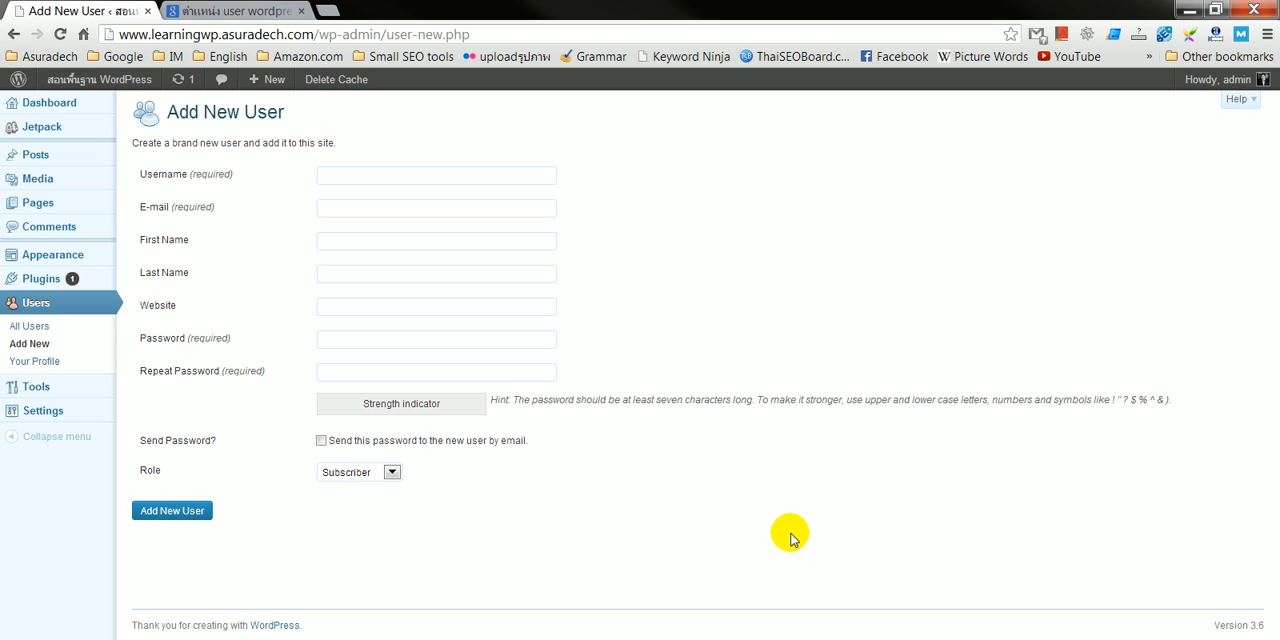 Add New User ‹ สอนพื้น
ตำแหน่ง user wordpre
www.learningwp.asuradech.com/wp-admin/user-new.php
Asuradech Google IM English Amazon.com Small SEO tools uploadรูปภาพ Grammar Keyword Ninja ThaiSEOBoard.c... Facebook Picture Words YouTube » Other bookmarks
สอนพื้นฐาน WordPress 1 New Delete Cache Howdy, admin
Help
Dashboard
Jetpack
Posts
Media
Pages
Comments
Appearance
Plugins 1
Users
All Users
Add New
Your Profile
Tools
Settings
Collapse menu
Add New User
Create a brand new user and add it to this site.
Username (required)
E-mail (required)
First Name
Last Name
Website
Password (required)
Repeat Password (required)
Strength indicator Hint: The password should be at least seven characters long. To make it stronger, use upper and lower case letters, numbers and symbols like ! " ? $ % ^ & ).
Send Password? Send this password to the new user by email.
Role Subscriber
Add New User
Thank you for creating with WordPress. Version 3.6